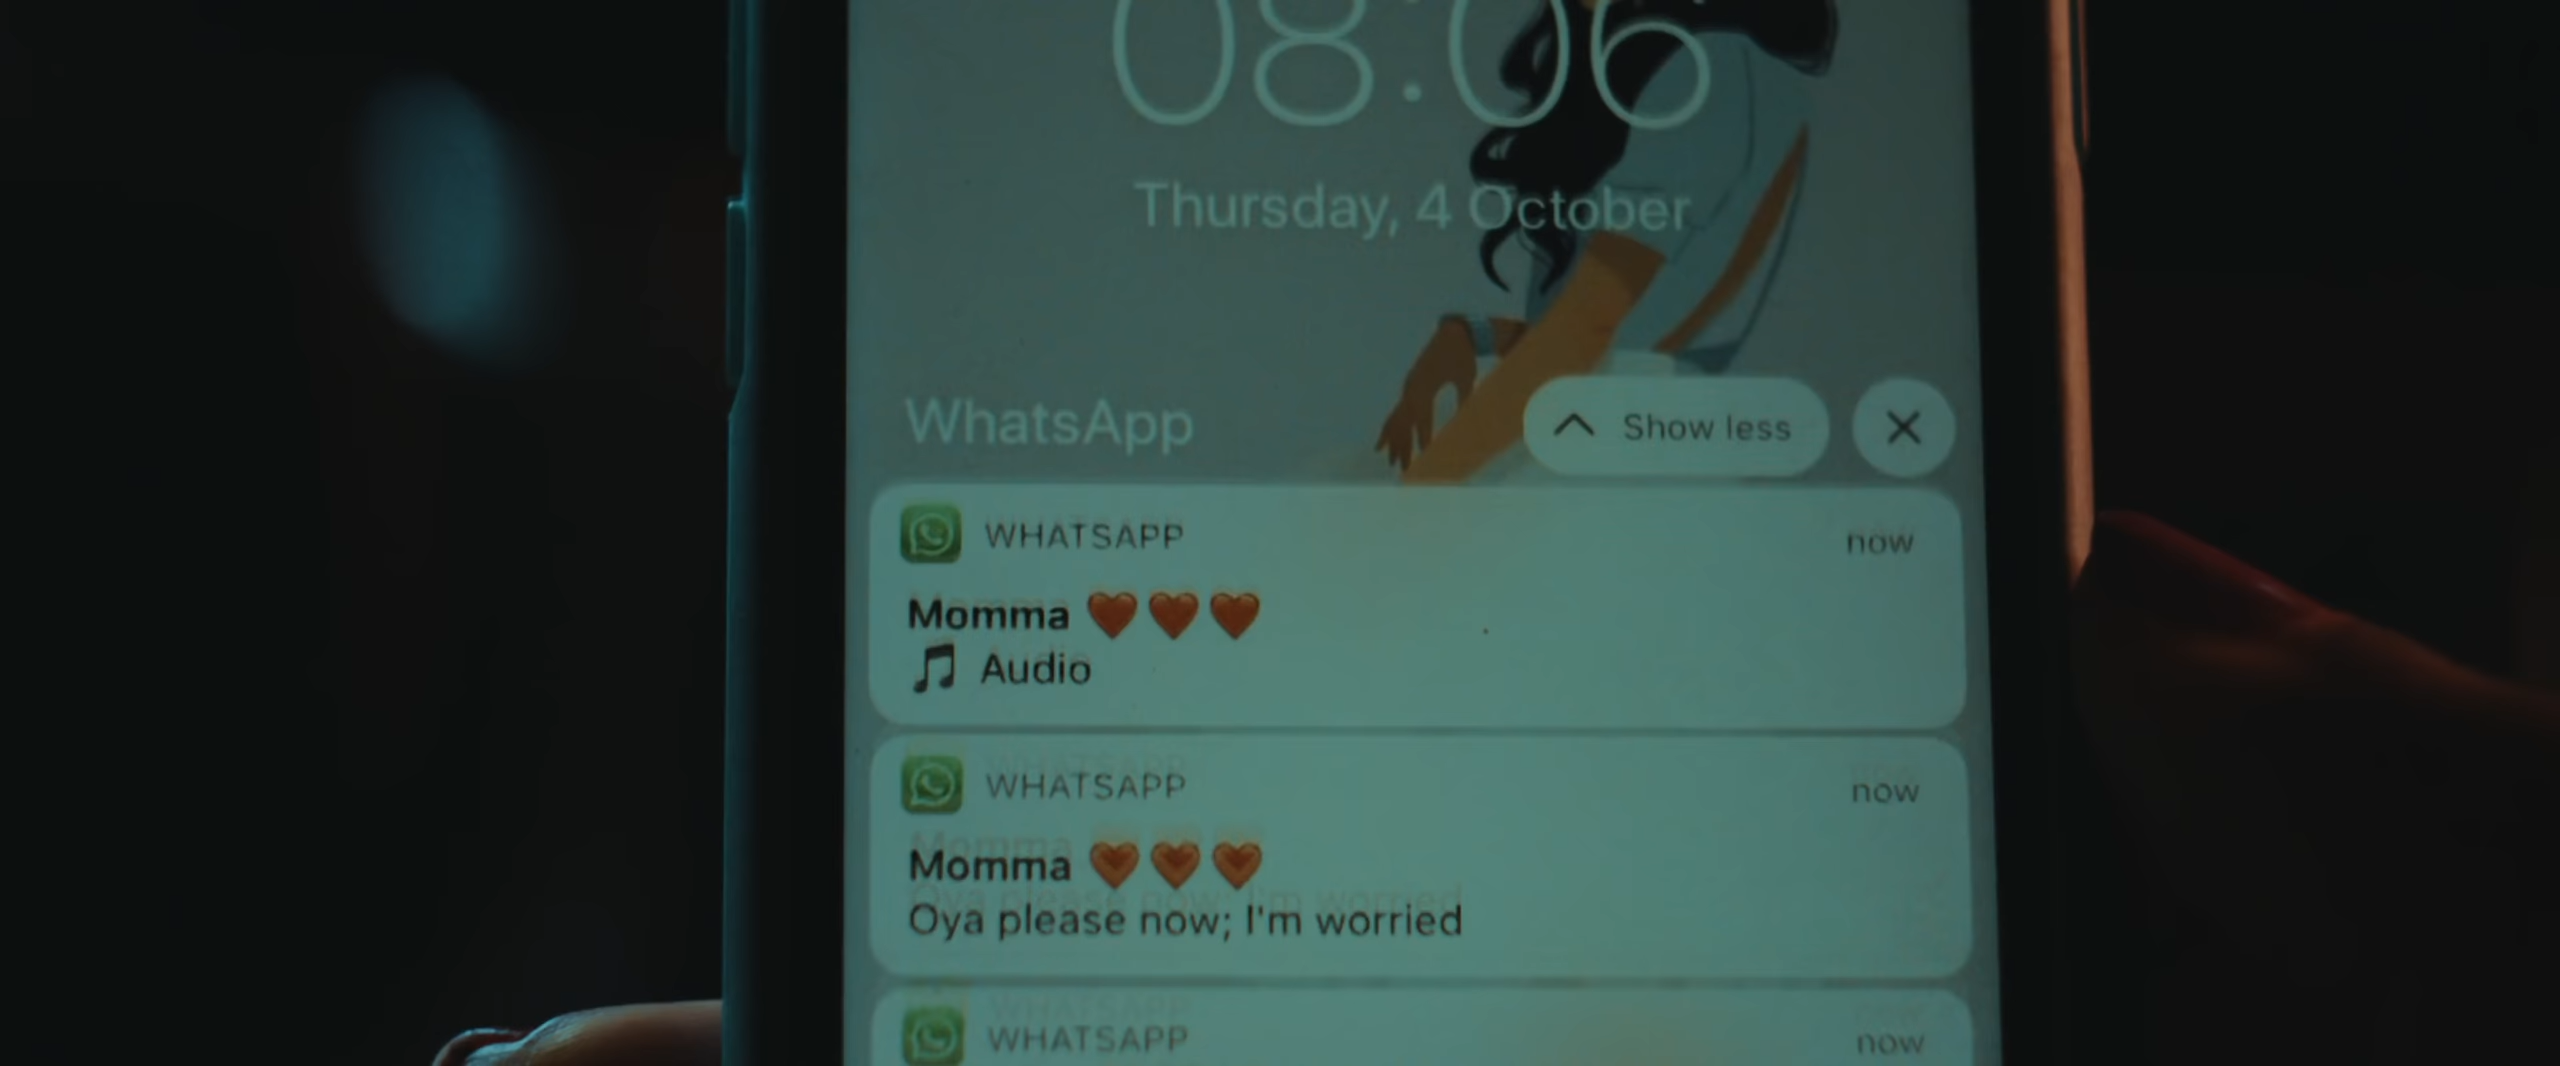 08:06
Thursday, 4 October
WhatsApp
Show less
WHATSAPP
now
Momma ❤️❤️❤️
🎵 Audio
WHATSAPP
now
Momma ❤️❤️❤️
Oya please now; I'm worried
WHATSAPP
now